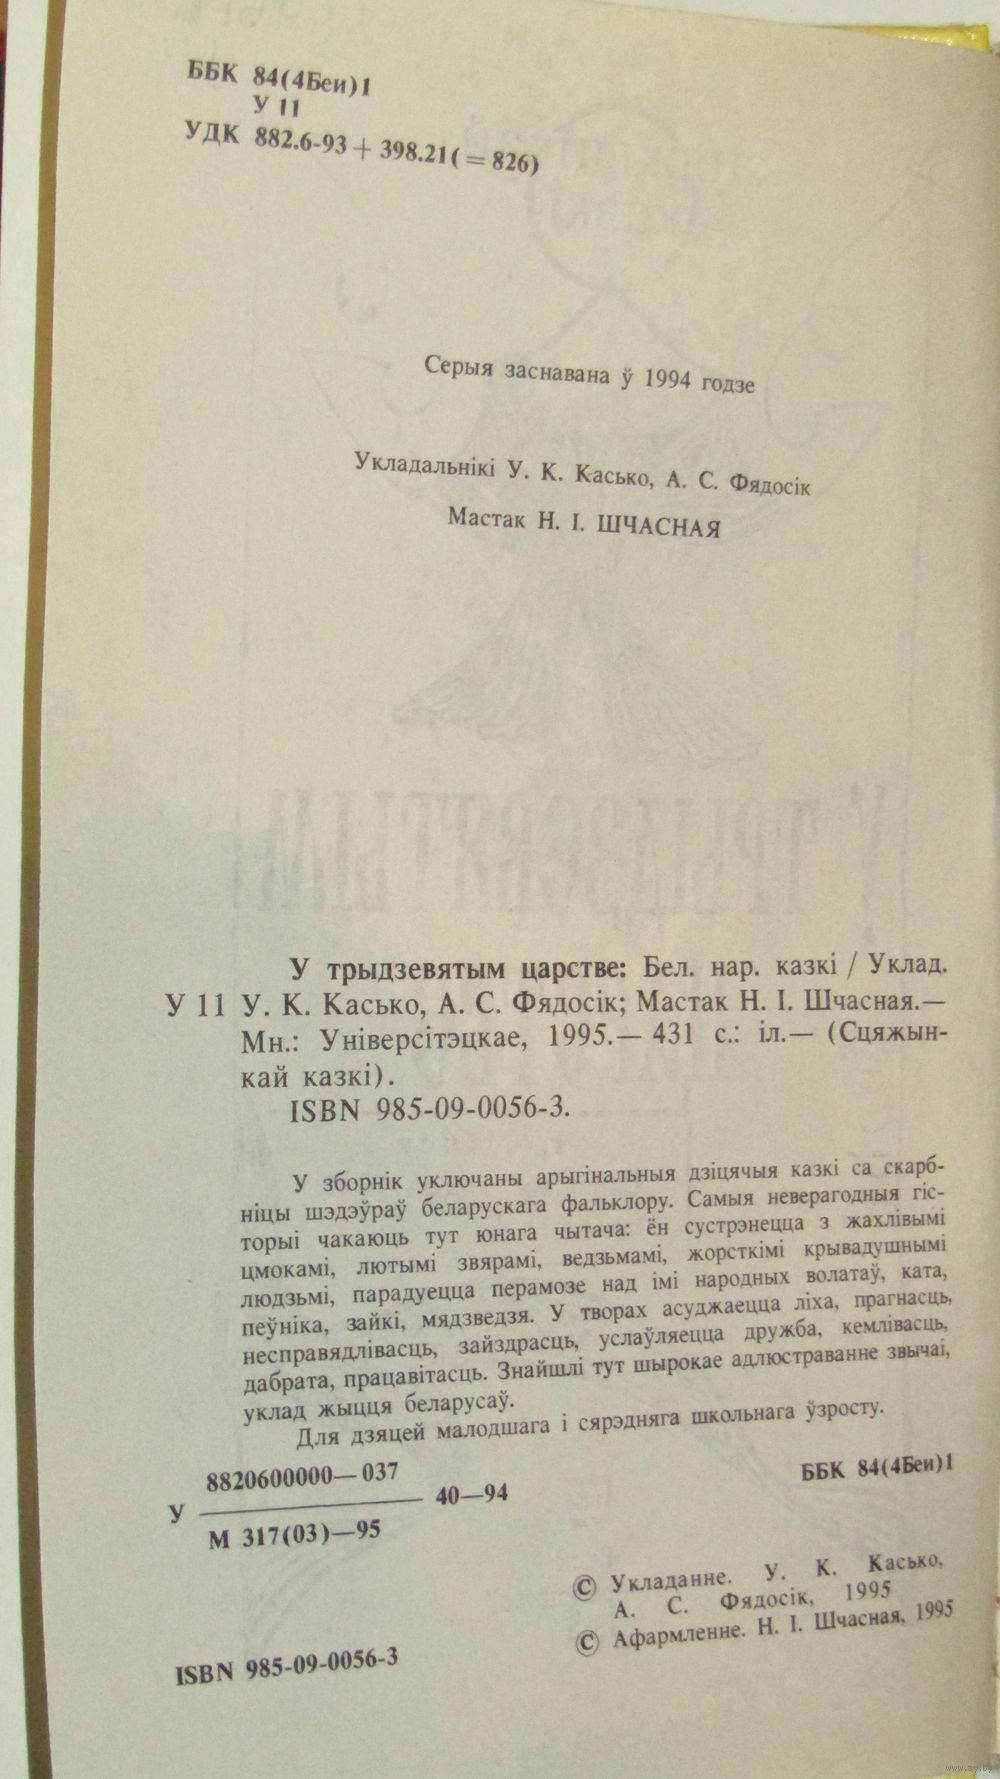 ББК 84(4Беи)1
У 11
УДК 882.6-93 + 398.21( = 826)
Серыя заснавана ў 1994 годзе
Укладальнікі У. К. Касько, А. С. Фядосік
Мастак Н. І. ШЧАСНАЯ
У трыдзевятым царстве: Бел. нар. казкі / Уклад.
У 11 У. К. Касько, А. С. Фядосік; Мастак Н. І. Шчасная.—
Мн.: Універсітэцкае, 1995.— 431 с.: іл.— (Сцяжын-
кай казкі).
ISBN 985-09-0056-3.
У зборнік уключаны арыгінальныя дзіцячыя казкі са скарб-
ніцы шэдэўраў беларускага фальклору. Самыя неверагодныя гіс-
торыі чакаюць тут юнага чытача: ён сустрэнецца з жахлівымі
цмокамі, лютымі звярамі, ведзьмамі, жорсткімі крывадушнымі
людзьмі, парадуецца перамозе над імі народных волатаў, ката,
пеўніка, зайкі, мядзведзя. У творах асуджаецца ліха, прагнасць,
несправядлівасць, зайздрасць, услаўляецца дружба, кемлівасць,
дабрата, працавітасць. Знайшлі тут шырокае адлюстраванне звычаі,
уклад жыцця беларусаў.
Для дзяцей малодшага і сярэдняга школьнага ўзросту.
8820600000—037
У 40—94
М 317(03)—95
ББК 84(4Беи)1
© Укладанне. У. К. Касько,
А. С. Фядосік, 1995
© Афармленне. Н. І. Шчасная, 1995
ISBN 985-09-0056-3
www.ay.by